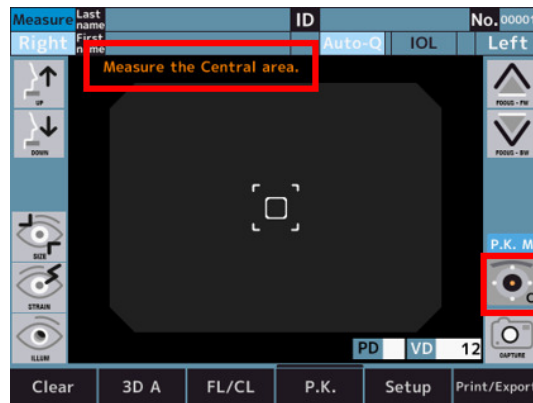 Measure Last name ID No. 00001
Right First name Auto-Q IOL Left
Measure the Central area.
UP
FOCUS - FW
DOWN
FOCUS - BW
SIZE
P.K. M
STRAIN
C
ILLUM
CAPTURE
PD VD 12
Clear 3D A FL/CL P.K. Setup Print/Export